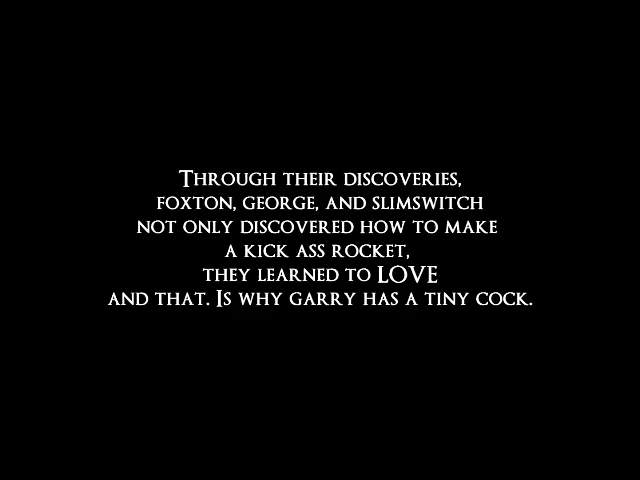 Through their discoveries,
foxton, george, and slimswitch
not only discovered how to make
a kick ass rocket,
they learned to LOVE
and that. Is why garry has a tiny cock.